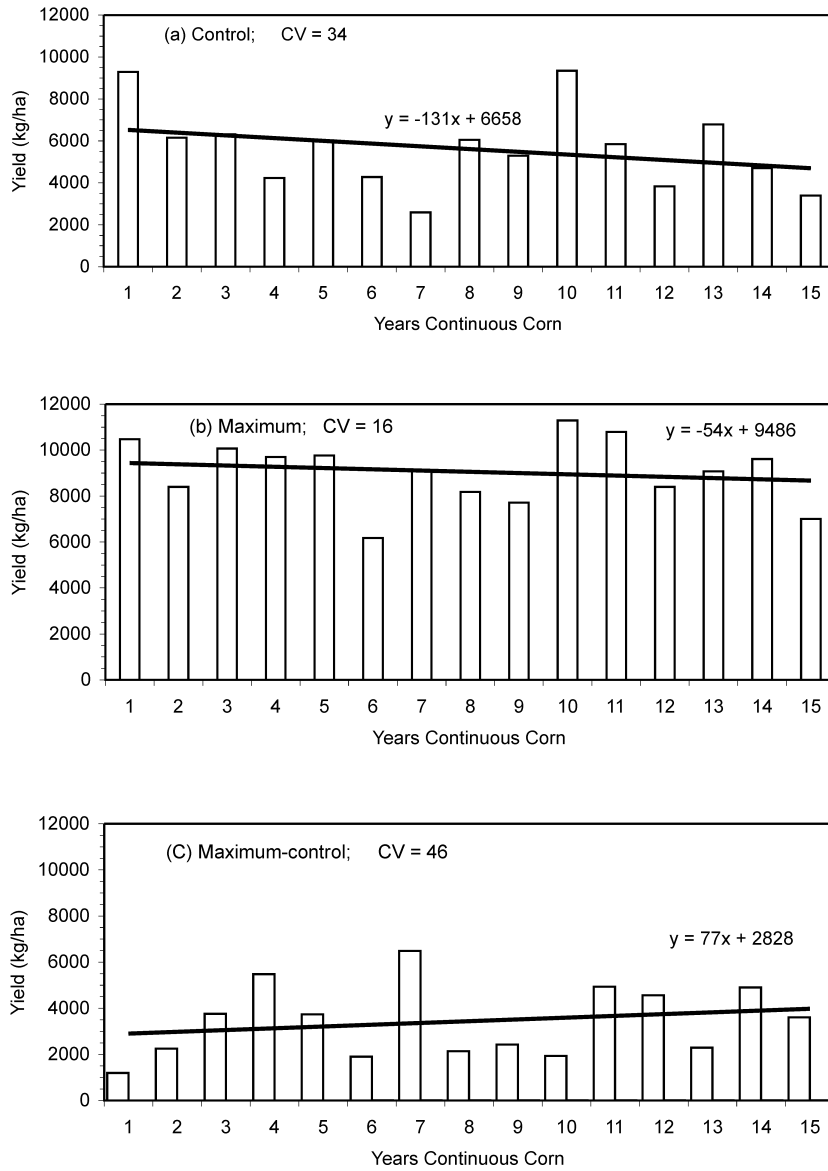 12000
10000
8000
6000
4000
2000
0
Yield (kg/ha)
(a) Control; CV = 34
y = -131x + 6658
1 2 3 4 5 6 7 8 9 10 11 12 13 14 15
Years Continuous Corn
12000
10000
8000
6000
4000
2000
0
Yield (kg/ha)
(b) Maximum; CV = 16
y = -54x + 9486
1 2 3 4 5 6 7 8 9 10 11 12 13 14 15
Years Continuous Corn
12000
10000
8000
6000
4000
2000
0
Yield (kg/ha)
(C) Maximum-control; CV = 46
y = 77x + 2828
1 2 3 4 5 6 7 8 9 10 11 12 13 14 15
Years Continuous Corn